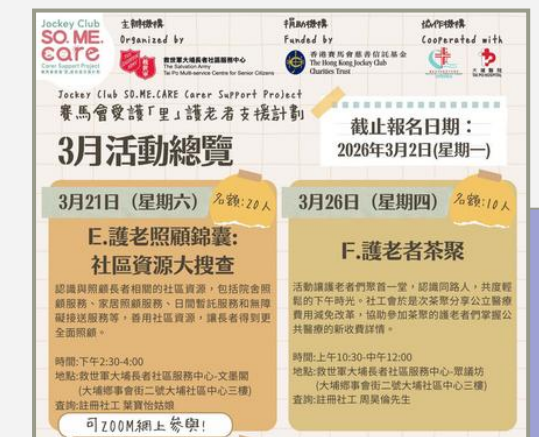 Jockey Club
SO.ME.
Care
Carer Support Project
主辦機構
Organized by
救世軍大埔長者社區服務中心
The Salvation Army
Tai Po Multi-service Centre for Senior Citizens
捐助機構
Funded by
香港賽馬會慈善信託基金
The Hong Kong Jockey Club
Charities Trust
協作機構
Cooperated with
大埔醫院
TAI PO HOSPITAL
Jockey Club SO.ME.CARE Carer Support Project
賽馬會愛護「里」護老者支援計劃
3月活動總覽
截止報名日期：
2026年3月2日(星期一)
3月21日（星期六）
名額:20人
E.護老照顧錦囊:
社區資源大搜查
認識與照顧長者相關的社區資源，包括院舍照
顧服務、家居照顧服務、日間暫託服務和無障
礙接送服務等，善用社區資源，讓長者得到更
全面照顧。
時間:下午2:30-4:00
地點:救世軍大埔長者社區服務中心-文墨閣
(大埔鄉事會街二號大埔社區中心三樓)
查詢:註冊社工 葉寶怡姑娘
可ZOOM網上參與!
3月26日（星期四）
名額:10人
F.護老者茶聚
活動讓護老者們聚首一堂，認識同路人，共度輕
鬆的下午時光。社工會於是次茶聚分享公立醫療
費用減免改革，協助參加茶聚的護老者們掌握公
共醫療的新收費詳情。
時間:上午10:30-中午12:00
地點:救世軍大埔長者社區服務中心-眾議坊
(大埔鄉事會街二號大埔社區中心三樓)
查詢:註冊社工 周昊倫先生